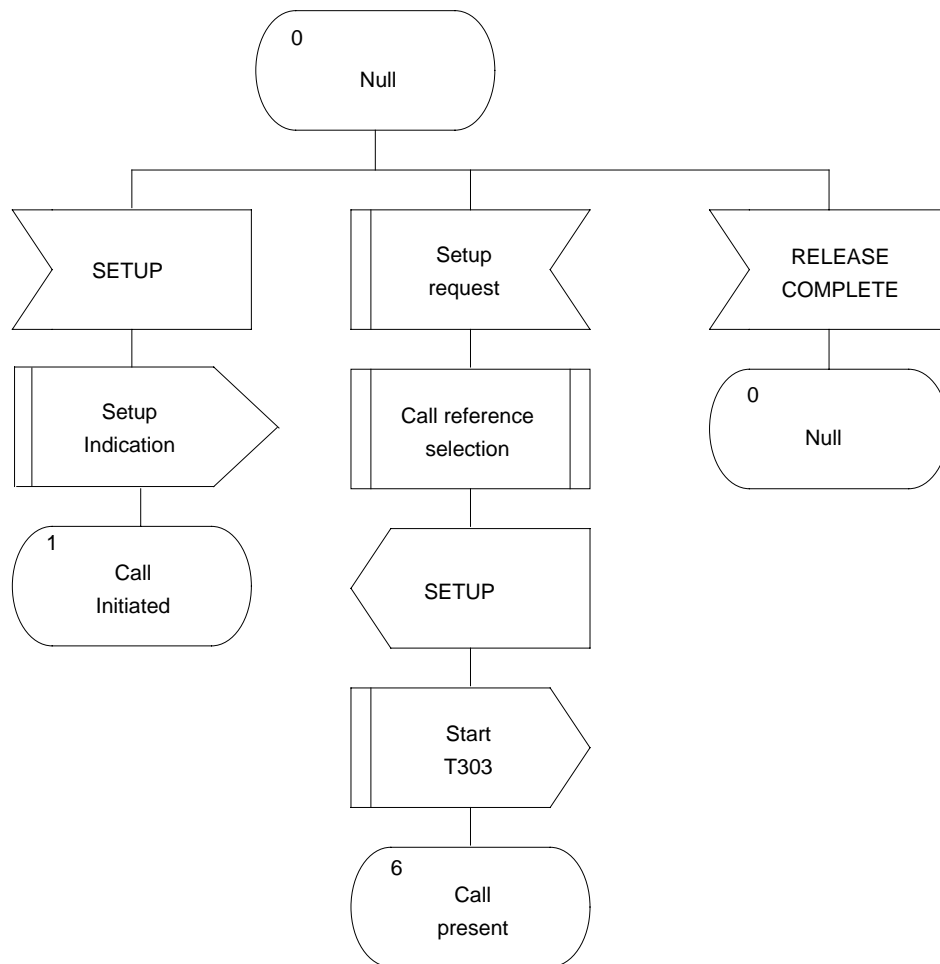 0
Null
SETUP
Setup
request
RELEASE
COMPLETE
Setup
Indication
Call reference
selection
0
Null
1
Call
Initiated
SETUP
Start
T303
6
Call
present